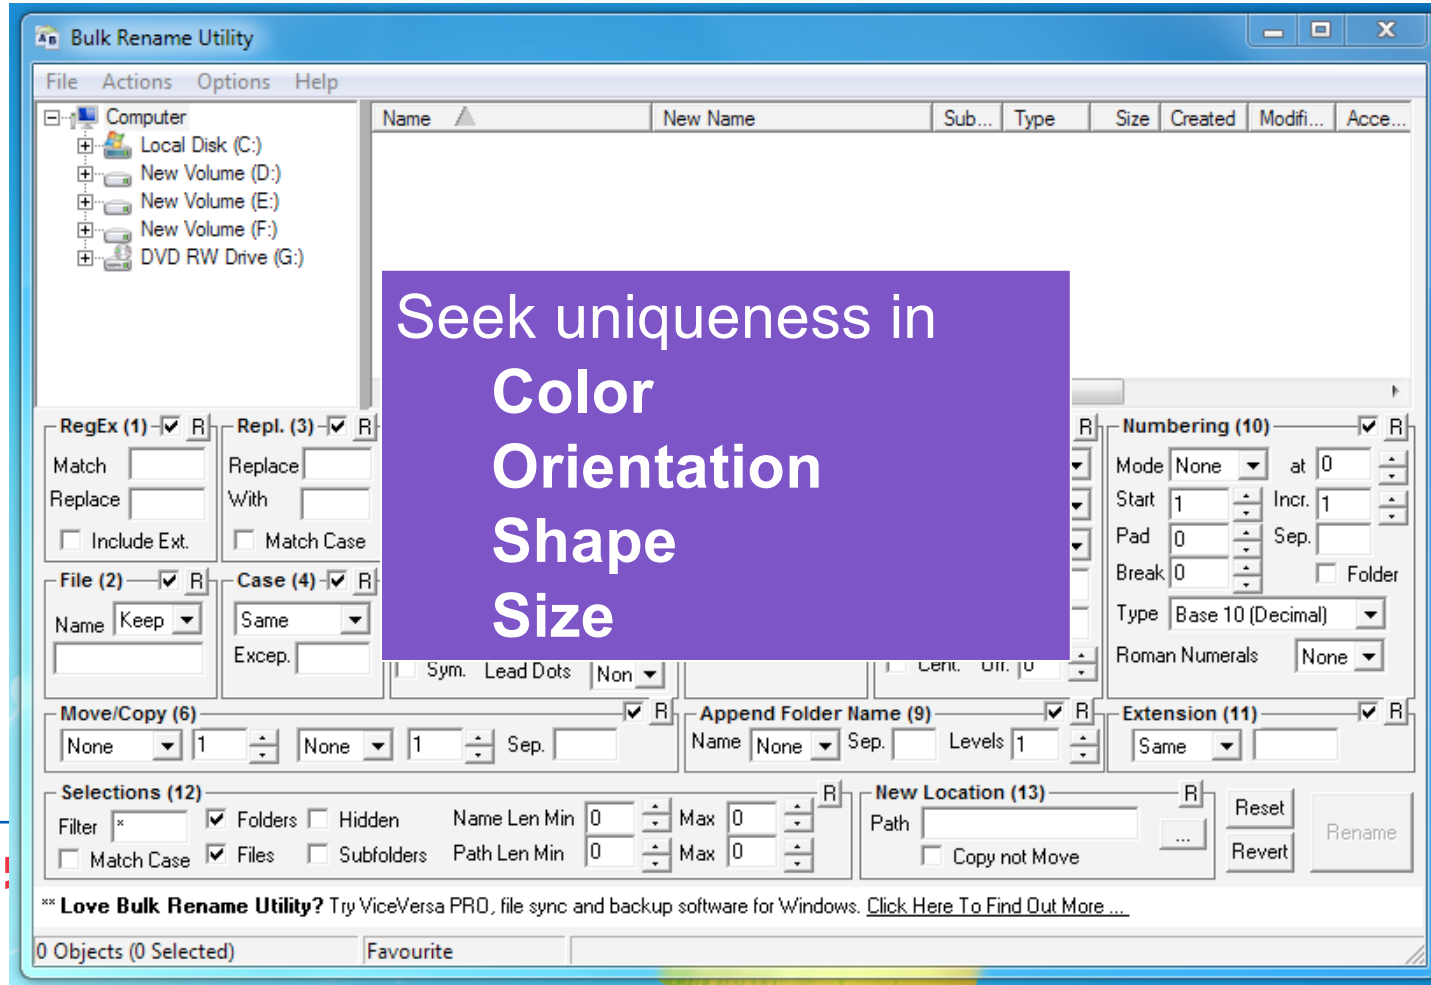 Bulk Rename Utility
File Actions Options Help
Computer
Local Disk (C:)
New Volume (D:)
New Volume (E:)
New Volume (F:)
DVD RW Drive (G:)
Name New Name Sub... Type Size Created Modifi... Acce...
Seek uniqueness in
Color
Orientation
Shape
Size
RegEx (1) R
Match
Replace
Include Ext.
Repl. (3) R
Replace
With
Match Case
File (2) R
Name Keep
Case (4) R
Same
Excep.
Sym. Lead Dots Non
Cent. Off. 0
R
Numbering (10) R
Mode None at 0
Start 1 Incr. 1
Pad 0 Sep.
Break 0 Folder
Type Base 10 (Decimal)
Roman Numerals None
Move/Copy (6) R
None 1 None 1 Sep.
Append Folder Name (9) R
Name None Sep. Levels 1
Extension (11) R
Same
Selections (12) R
Filter * Folders Hidden Name Len Min 0 Max 0
Match Case Files Subfolders Path Len Min 0 Max 0
New Location (13) R
Path ...
Copy not Move
Reset
Revert
Rename
** Love Bulk Rename Utility? Try ViceVersa PRO, file sync and backup software for Windows. Click Here To Find Out More ...
0 Objects (0 Selected) Favourite